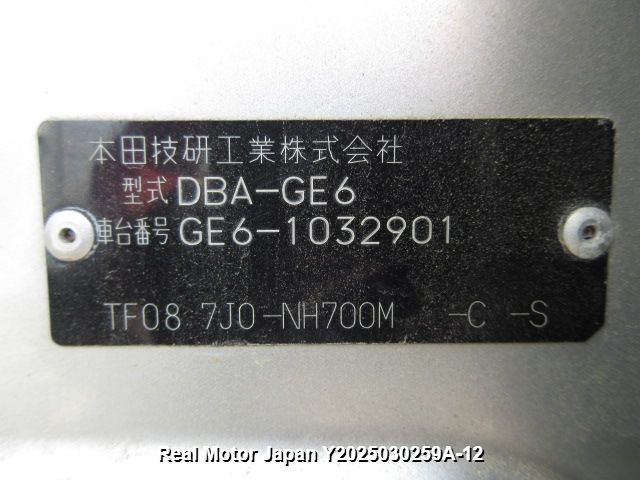 本田技研工業株式会社
型式 DBA-GE6
車台番号 GE6-1032901
TF08 7J0-NH700M -C -S
Real Motor Japan Y2025030259A-12